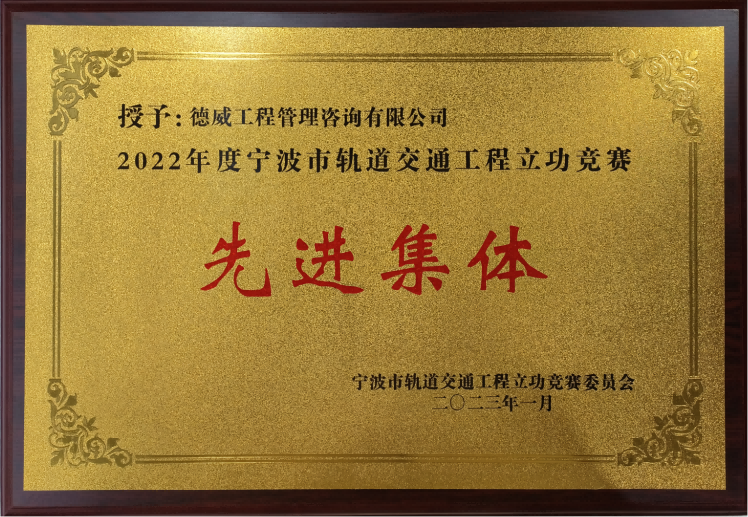 授予：德威工程管理咨询有限公司
2022年度宁波市轨道交通工程立功竞赛
先进集体
宁波市轨道交通工程立功竞赛委员会
二〇二三年一月